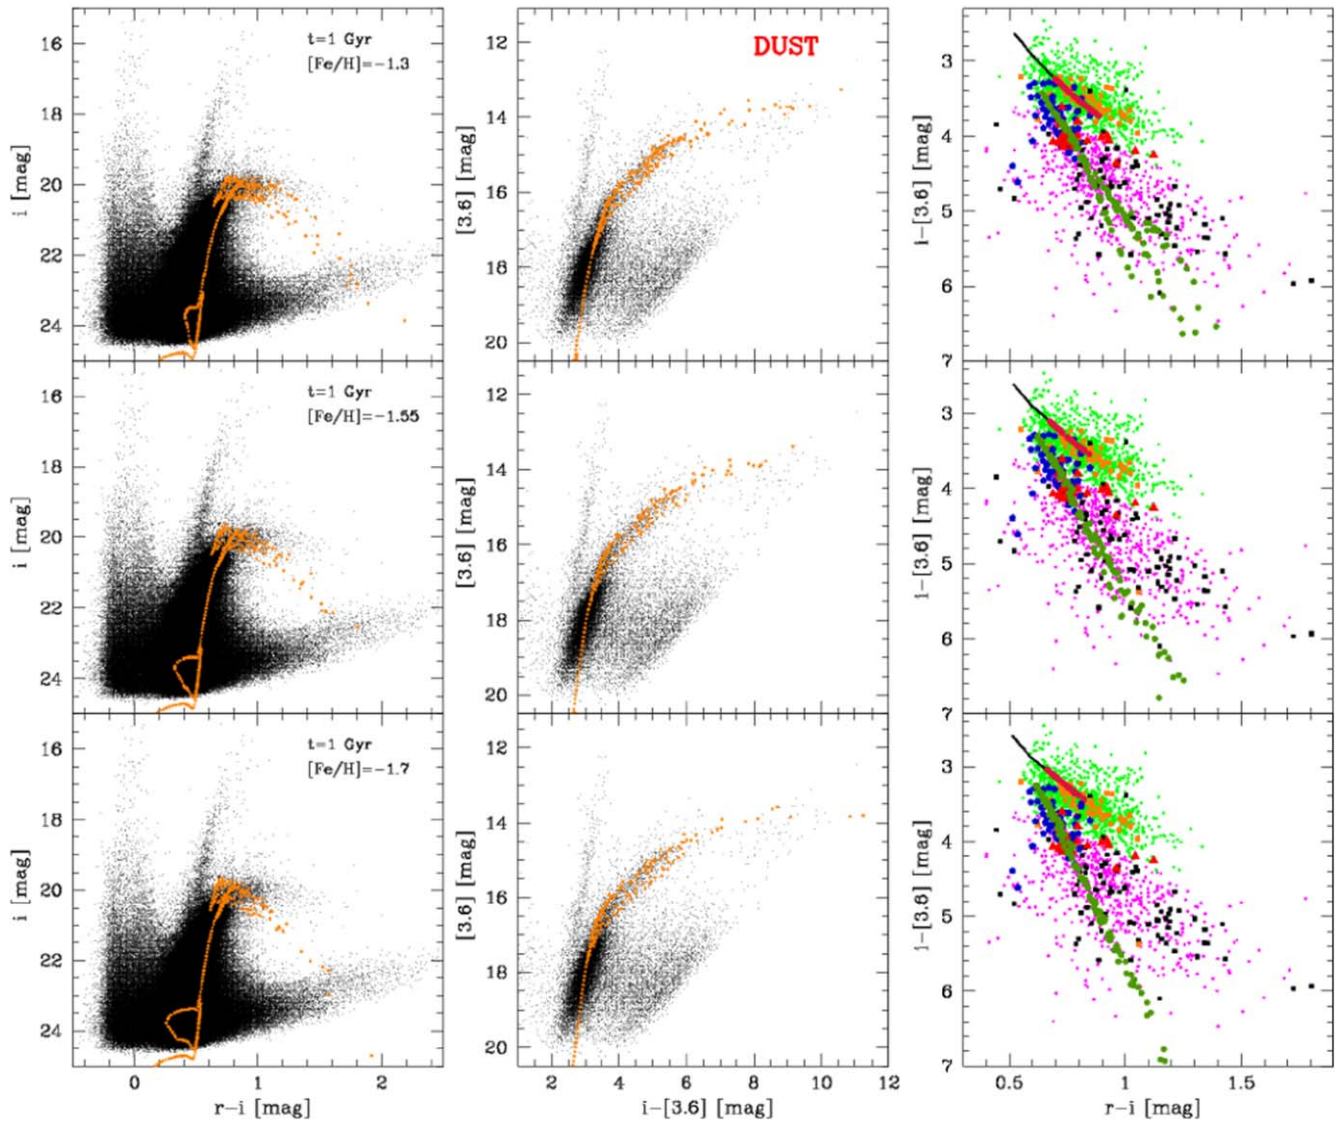 t=1 Gyr
[Fe/H]=−1.3
16
18
20
22
24
i [mag]
DUST
12
14
16
18
20
[3.6] [mag]
3
4
5
6
7
i−[3.6] [mag]
t=1 Gyr
[Fe/H]=−1.55
16
18
20
22
24
i [mag]
12
14
16
18
20
[3.6] [mag]
3
4
5
6
7
i−[3.6] [mag]
t=1 Gyr
[Fe/H]=−1.7
16
18
20
22
24
i [mag]
12
14
16
18
20
[3.6] [mag]
3
4
5
6
7
i−[3.6] [mag]
0 1 2
r−i [mag]
2 4 6 8 10 12
i−[3.6] [mag]
0.5 1 1.5
r−i [mag]